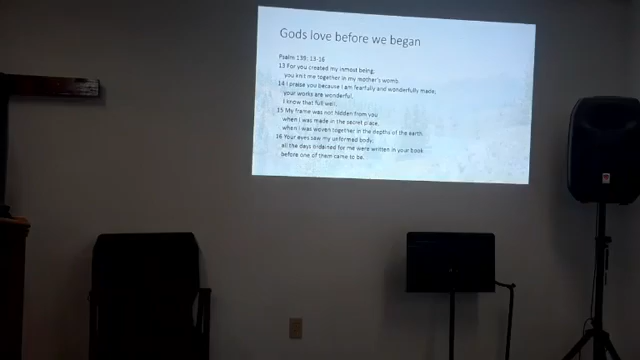 Gods love before we began
Psalm 139: 13-16
13 For you created my inmost being;
you knit me together in my mother's womb.
14 I praise you because I am fearfully and wonderfully made;
your works are wonderful,
I know that full well.
15 My frame was not hidden from you
when I was made in the secret place,
when I was woven together in the depths of the earth.
16 Your eyes saw my unformed body;
all the days ordained for me were written in your book
before one of them came to be.